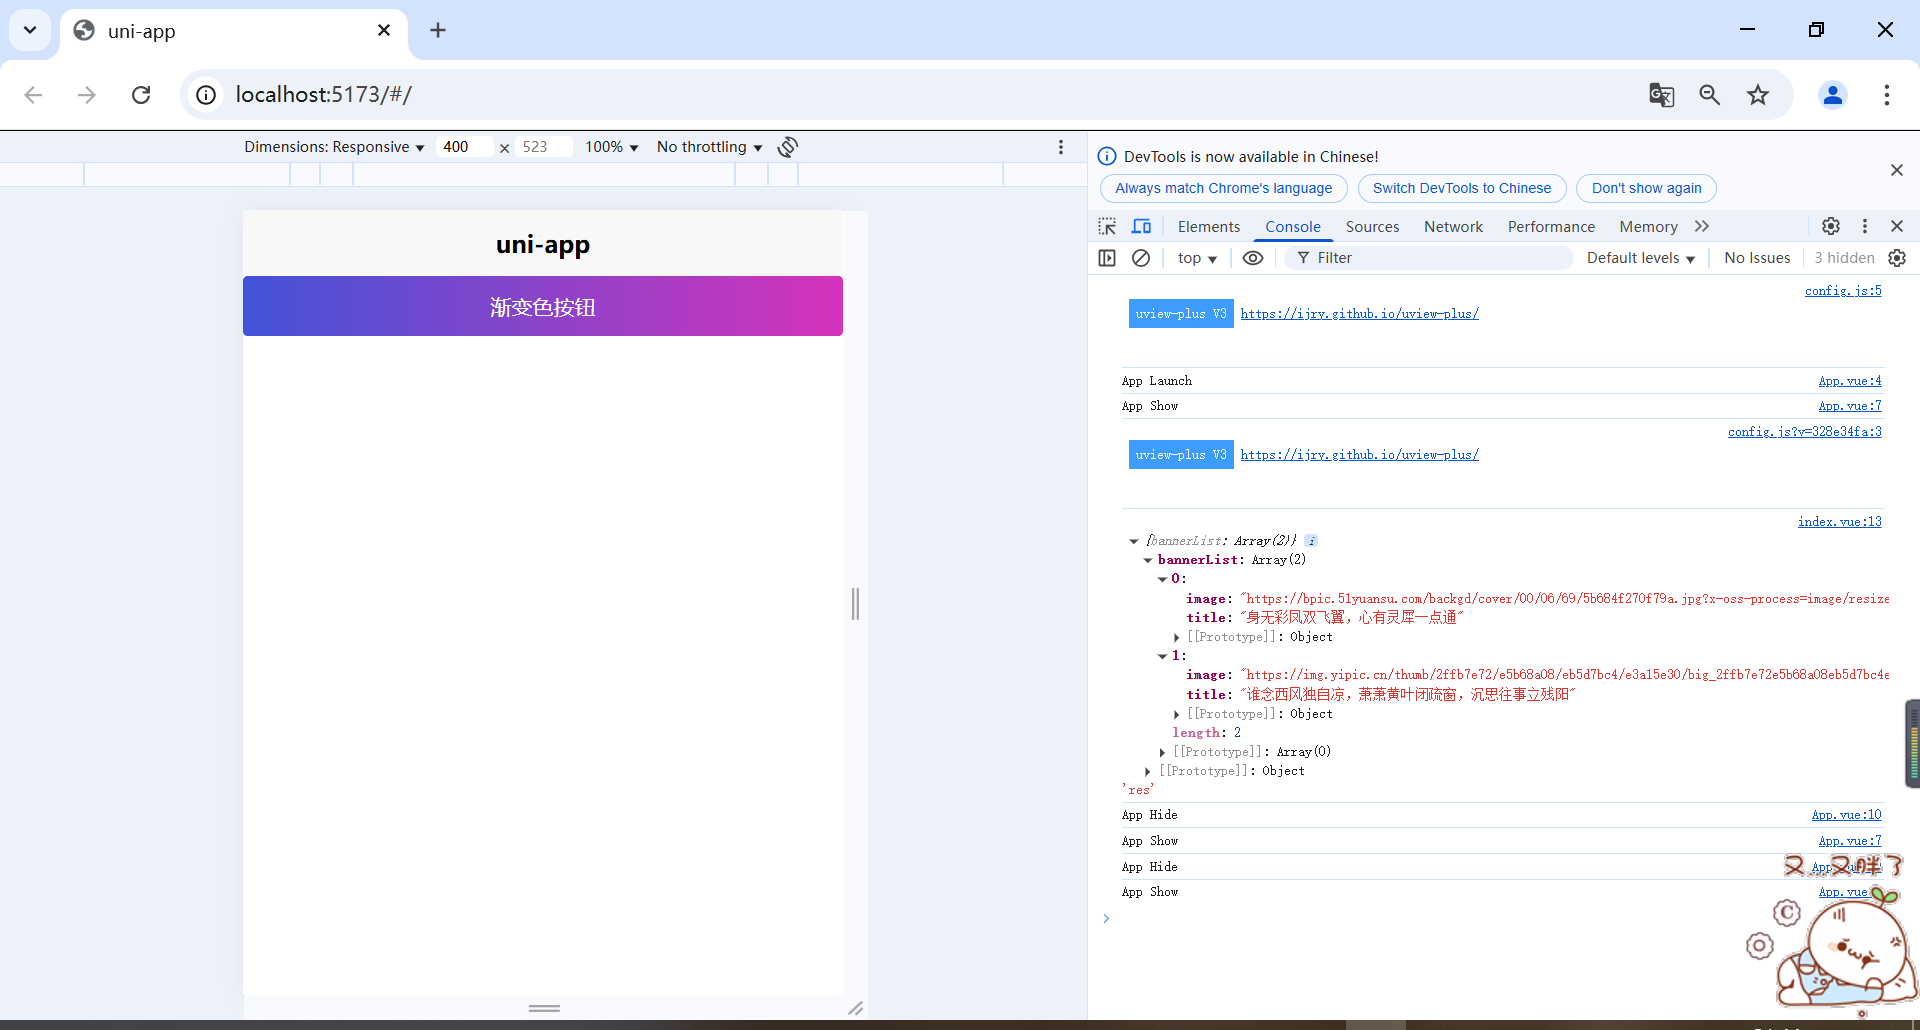 uni-app
localhost:5173/#/
Dimensions: Responsive 400 × 523 100% No throttling
DevTools is now available in Chinese!
Always match Chrome's language Switch DevTools to Chinese Don't show again
Elements Console Sources Network Performance Memory
top Filter Default levels No Issues 3 hidden
uni-app
渐变色按钮
config.js:5
uview-plus V3 https://ijry.github.io/uview-plus/
App Launch App.vue:4
App Show App.vue:7
config.js?v=328e34fa:3
uview-plus V3 https://ijry.github.io/uview-plus/
index.vue:13
{bannerList: Array(2)} i
bannerList: Array(2)
0:
image: "https://bpic.51yuansu.com/backgd/cover/00/06/69/5b684f270f79a.jpg?x-oss-process=image/resize
title: "身无彩凤双飞翼，心有灵犀一点通"
[[Prototype]]: Object
1:
image: "https://img.yipic.cn/thumb/2ffb7e72/e5b68a08/eb5d7bc4/e3a15e30/big_2ffb7e72e5b68a08eb5d7bc4e
title: "谁念西风独自凉，萧萧黄叶闭疏窗，沉思往事立残阳"
[[Prototype]]: Object
length: 2
[[Prototype]]: Array(0)
[[Prototype]]: Object
'res'
App Hide App.vue:10
App Show App.vue:7
App Hide
又...又胖了
App Show App.vue
C